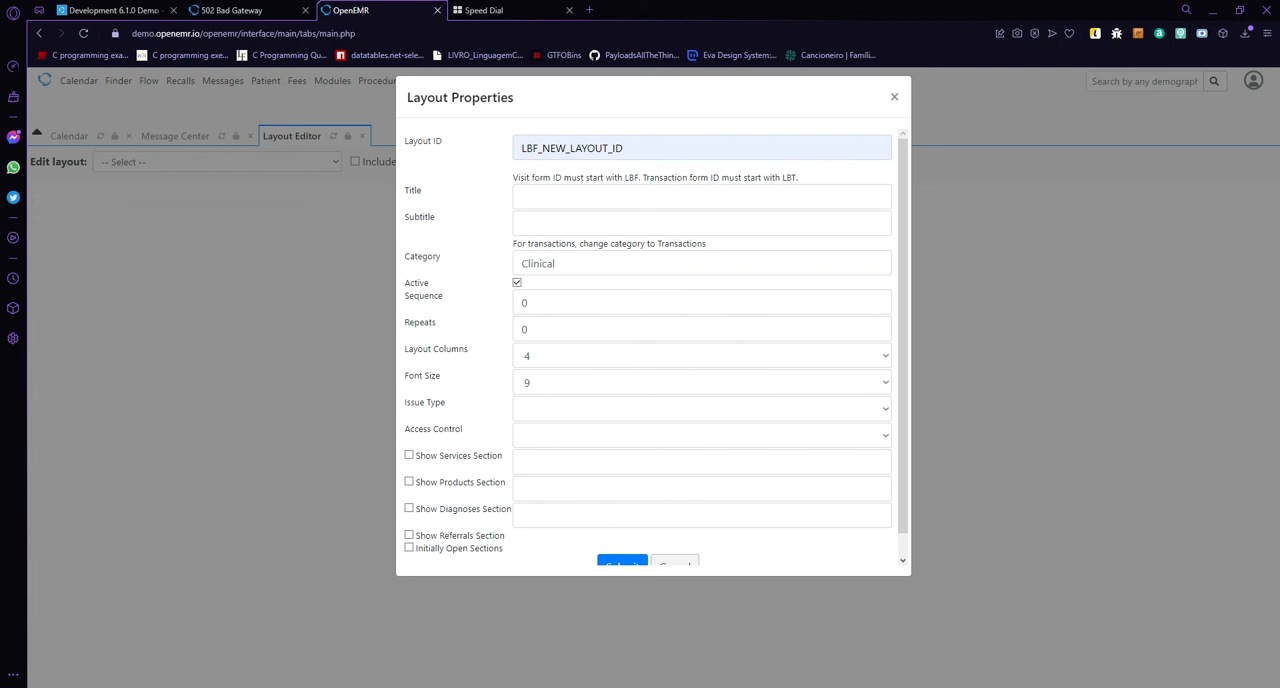 Development 6.1.0 Demo
502 Bad Gateway
OpenEMR
Speed Dial
demo.openemr.io/openemr/interface/main/tabs/main.php
C programming exa...
C programming exe...
C Programming Qu...
datatables.net-sele...
LIVRO_LinguagemC...
GTFOBins
PayloadsAllTheThin...
Eva Design System:...
Cancioneiro | Famíli...
Calendar Finder Flow Recalls Messages Patient Fees Modules Procedu
Search by any demograph
Calendar
Message Center
Layout Editor
Edit layout:
-- Select --
Include
Layout Properties
Layout ID
LBF_NEW_LAYOUT_ID
Visit form ID must start with LBF. Transaction form ID must start with LBT.
Title
Subtitle
For transactions, change category to Transactions
Category
Clinical
Active
Sequence
0
Repeats
0
Layout Columns
4
Font Size
9
Issue Type
Access Control
Show Services Section
Show Products Section
Show Diagnoses Section
Show Referrals Section
Initially Open Sections